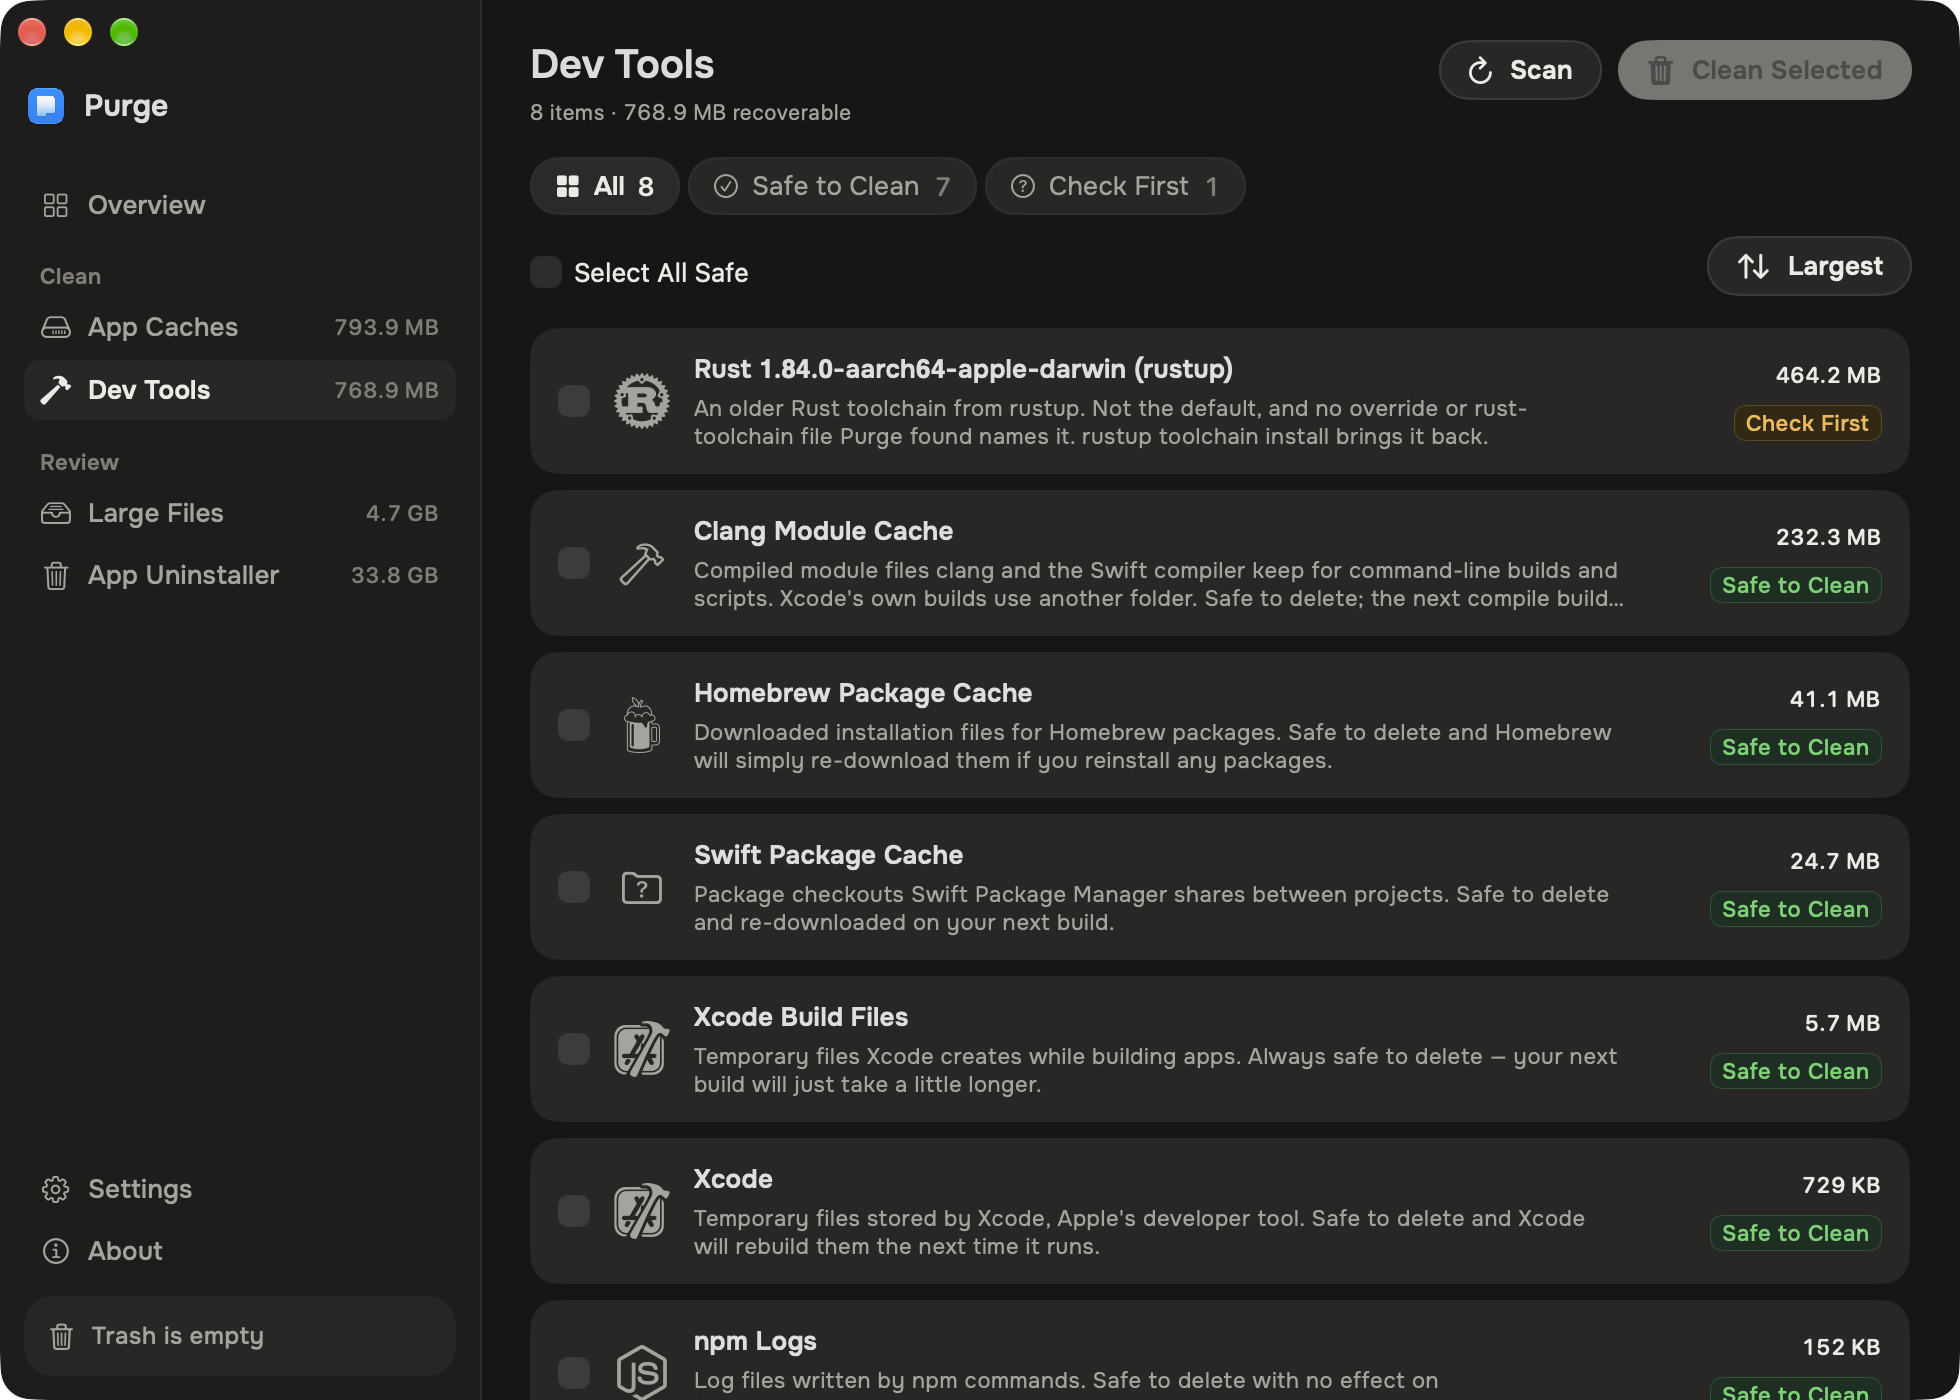 Purge
Overview
Clean
App Caches 793.9 MB
Dev Tools 768.9 MB
Review
Large Files 4.7 GB
App Uninstaller 33.8 GB
Settings
About
Trash is empty
Dev Tools
8 items · 768.9 MB recoverable
Scan
Clean Selected
All 8
Safe to Clean 7
Check First 1
Select All Safe
Largest
Rust 1.84.0-aarch64-apple-darwin (rustup)
An older Rust toolchain from rustup. Not the default, and no override or rust-
toolchain file Purge found names it. rustup toolchain install brings it back.
464.2 MB
Check First
Clang Module Cache
Compiled module files clang and the Swift compiler keep for command-line builds and
scripts. Xcode's own builds use another folder. Safe to delete; the next compile build...
232.3 MB
Safe to Clean
Homebrew Package Cache
Downloaded installation files for Homebrew packages. Safe to delete and Homebrew
will simply re-download them if you reinstall any packages.
41.1 MB
Safe to Clean
Swift Package Cache
Package checkouts Swift Package Manager shares between projects. Safe to delete
and re-downloaded on your next build.
24.7 MB
Safe to Clean
Xcode Build Files
Temporary files Xcode creates while building apps. Always safe to delete — your next
build will just take a little longer.
5.7 MB
Safe to Clean
Xcode
Temporary files stored by Xcode, Apple's developer tool. Safe to delete and Xcode
will rebuild them the next time it runs.
729 KB
Safe to Clean
npm Logs
Log files written by npm commands. Safe to delete with no effect on
152 KB
Safe to Clean